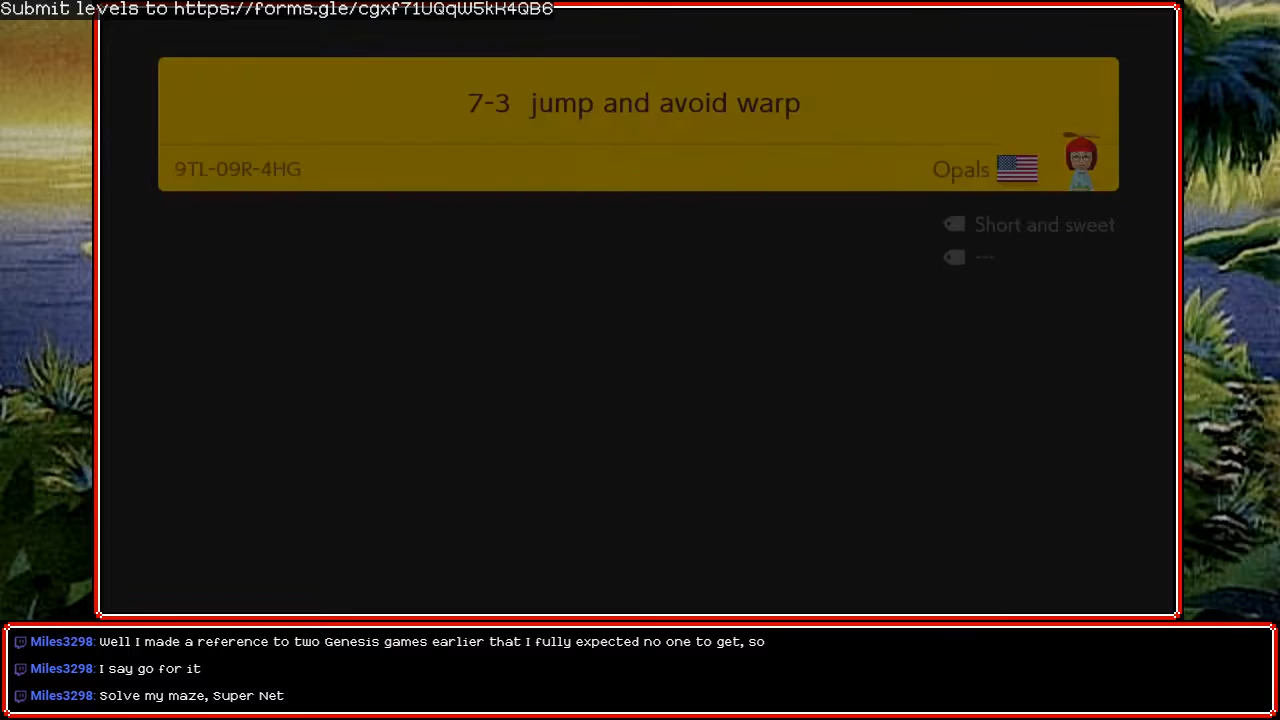 Submit levels to https://forms.gle/cgxf71UQqW5kH4QB6
7-3 jump and avoid warp
9TL-09R-4HG
Opals
Short and sweet
---
Miles3298: Well I made a reference to two Genesis games earlier that I fully expected no one to get, so
Miles3298: I say go for it
Miles3298: Solve my maze, Super Net